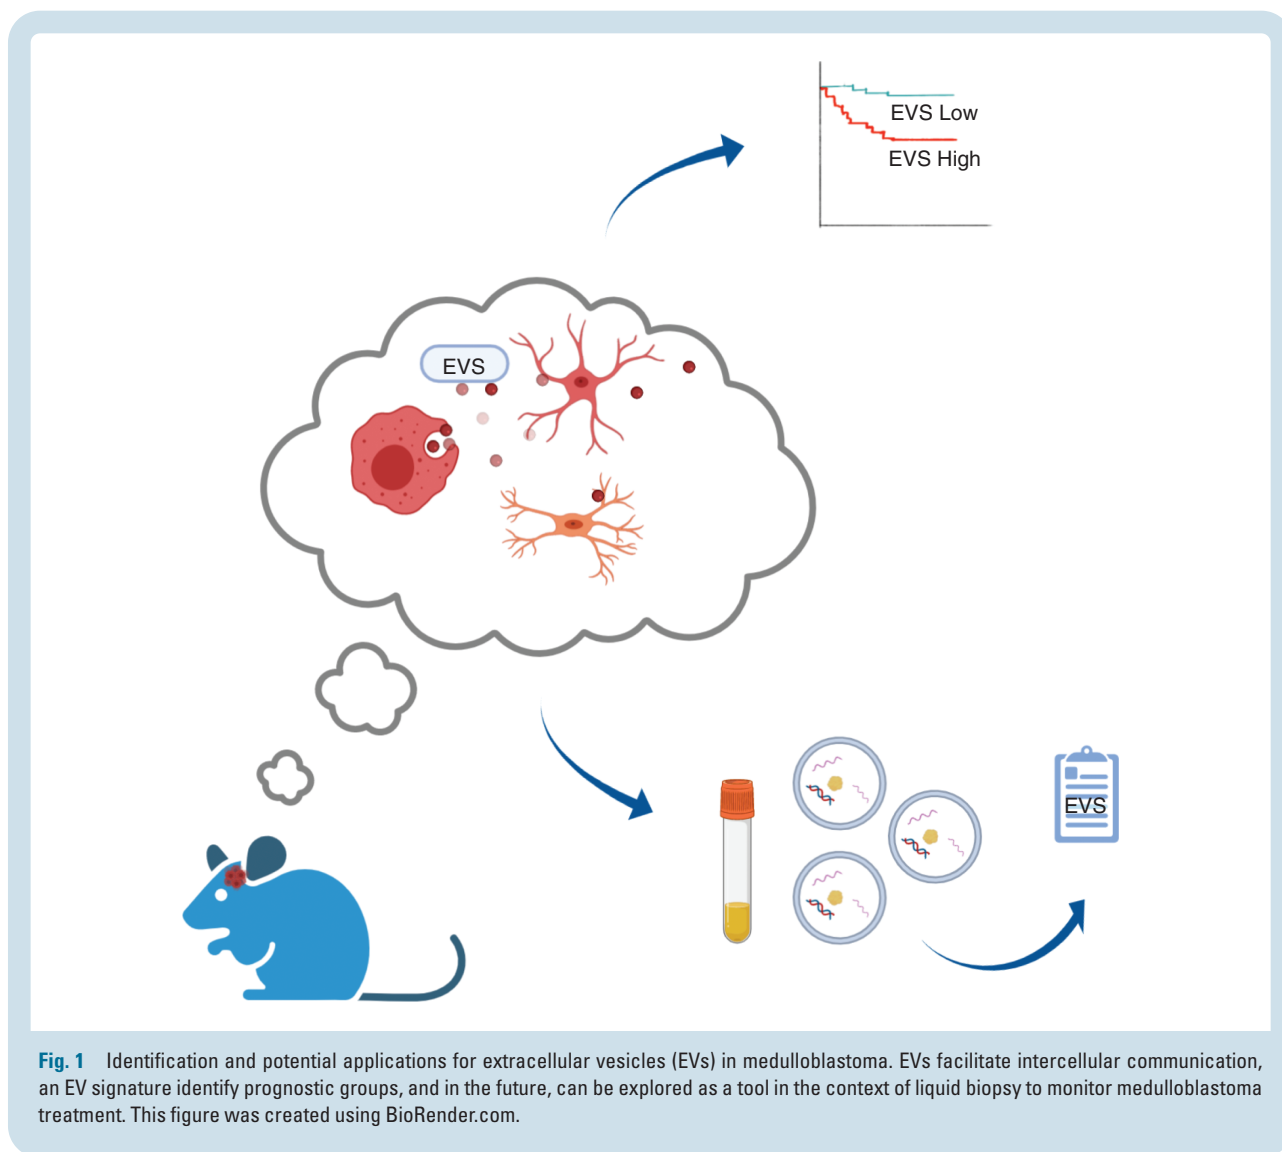 EVS Low
EVS High
EVS
EVS
Fig. 1 Identification and potential applications for extracellular vesicles (EVs) in medulloblastoma. EVs facilitate intercellular communication,
an EV signature identify prognostic groups, and in the future, can be explored as a tool in the context of liquid biopsy to monitor medulloblastoma
treatment. This figure was created using BioRender.com.